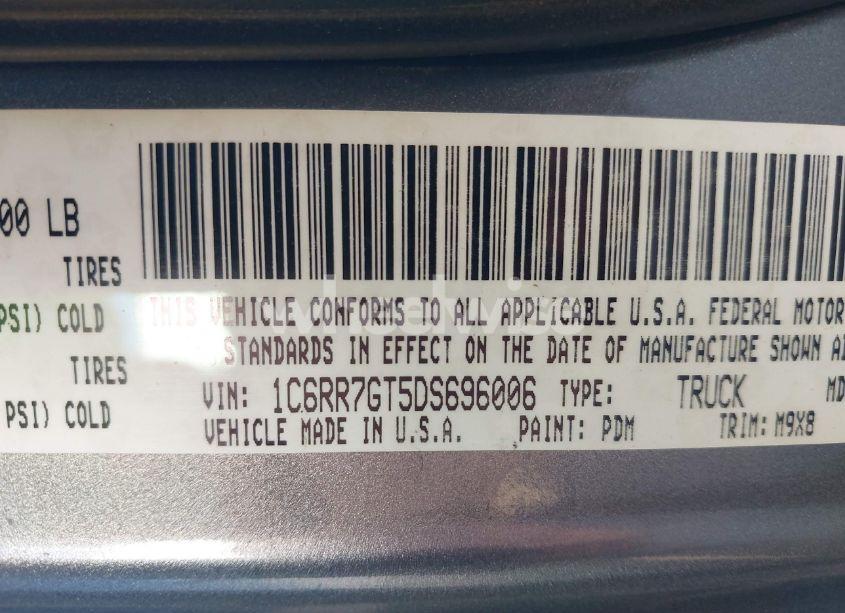 00 LB
TIRES
PSI) COLD
TIRES
PSI) COLD
THIS VEHICLE CONFORMS TO ALL APPLICABLE U.S.A. FEDERAL MOTOR
STANDARDS IN EFFECT ON THE DATE OF MANUFACTURE SHOWN
VIN: 1C6RR7GT5DS696006 TYPE: TRUCK MD
VEHICLE MADE IN U.S.A. PAINT: PDM TRIM: M9X8